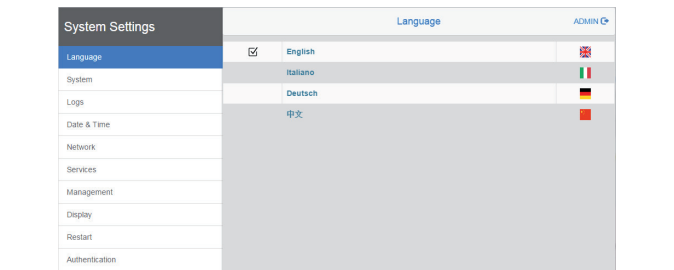 System Settings
Language
ADMIN
Language
System
Logs
Date & Time
Network
Services
Management
Display
Restart
Authentication
English
Italiano
Deutsch
中文